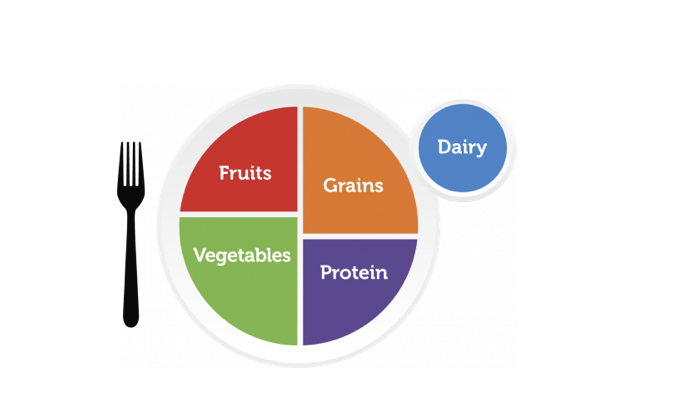 Fruits
Grains
Dairy
Vegetables
Protein